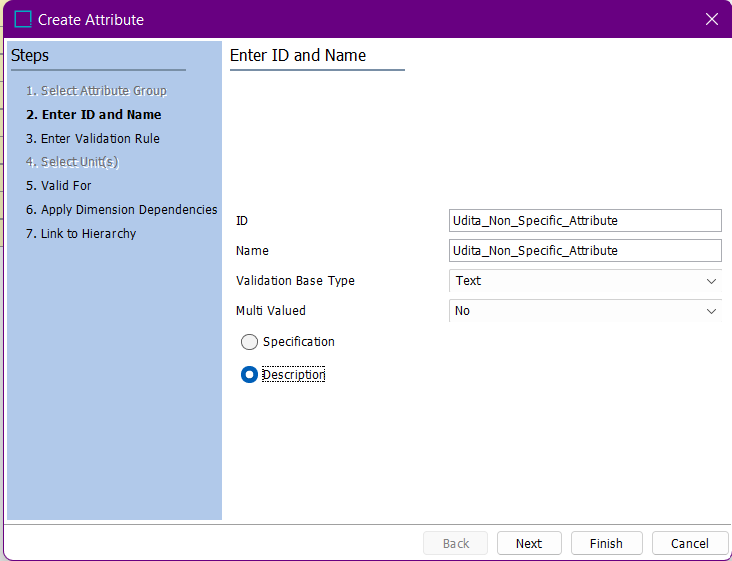 Create Attribute
Steps
1. Select Attribute Group
2. Enter ID and Name
3. Enter Validation Rule
4. Select Unit(s)
5. Valid For
6. Apply Dimension Dependencies
7. Link to Hierarchy
Enter ID and Name
ID Udita_Non_Specific_Attribute
Name Udita_Non_Specific_Attribute
Validation Base Type Text
Multi Valued No
Specification
Description
Back Next Finish Cancel